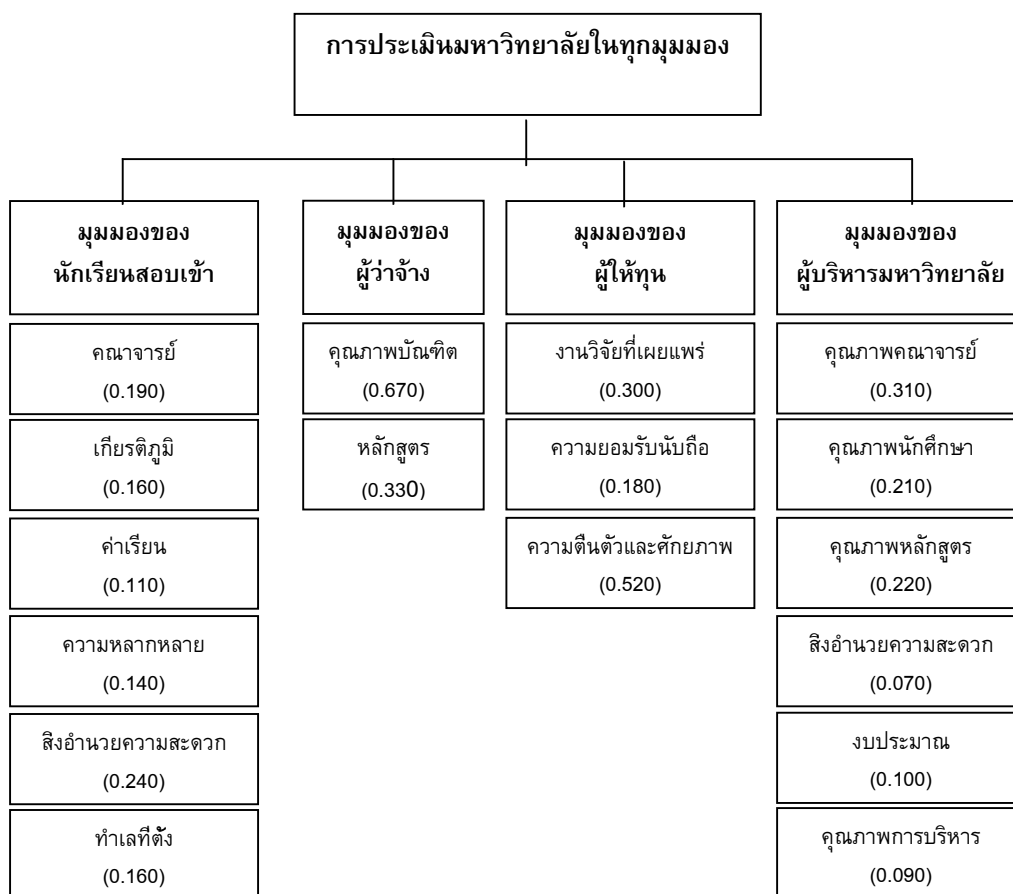 การประเมินมหาวิทยาลัยในทุกมุมมอง
มุมมองของ
นักเรียนสอบเข้า
คณาจารย์
(0.190)
เกียรติภูมิ
(0.160)
ค่าเรียน
(0.110)
ความหลากหลาย
(0.140)
สิงอำนวยความสะดวก
(0.240)
ทำเลทีตัง
(0.160)
มุมมองของ
ผู้ว่าจ้าง
คุณภาพบัณฑิต
(0.670)
หลักสูตร
(0.330)
มุมมองของ
ผู้ให้ทุน
งานวิจัยที่เผยแพร่
(0.300)
ความยอมรับนับถือ
(0.180)
ความตืนตัวและศักยภาพ
(0.520)
มุมมองของ
ผู้บริหารมหาวิทยาลัย
คุณภาพคณาจารย์
(0.310)
คุณภาพนักศึกษา
(0.210)
คุณภาพหลักสูตร
(0.220)
สิงอำนวยความสะดวก
(0.070)
งบประมาณ
(0.100)
คุณภาพการบริหาร
(0.090)